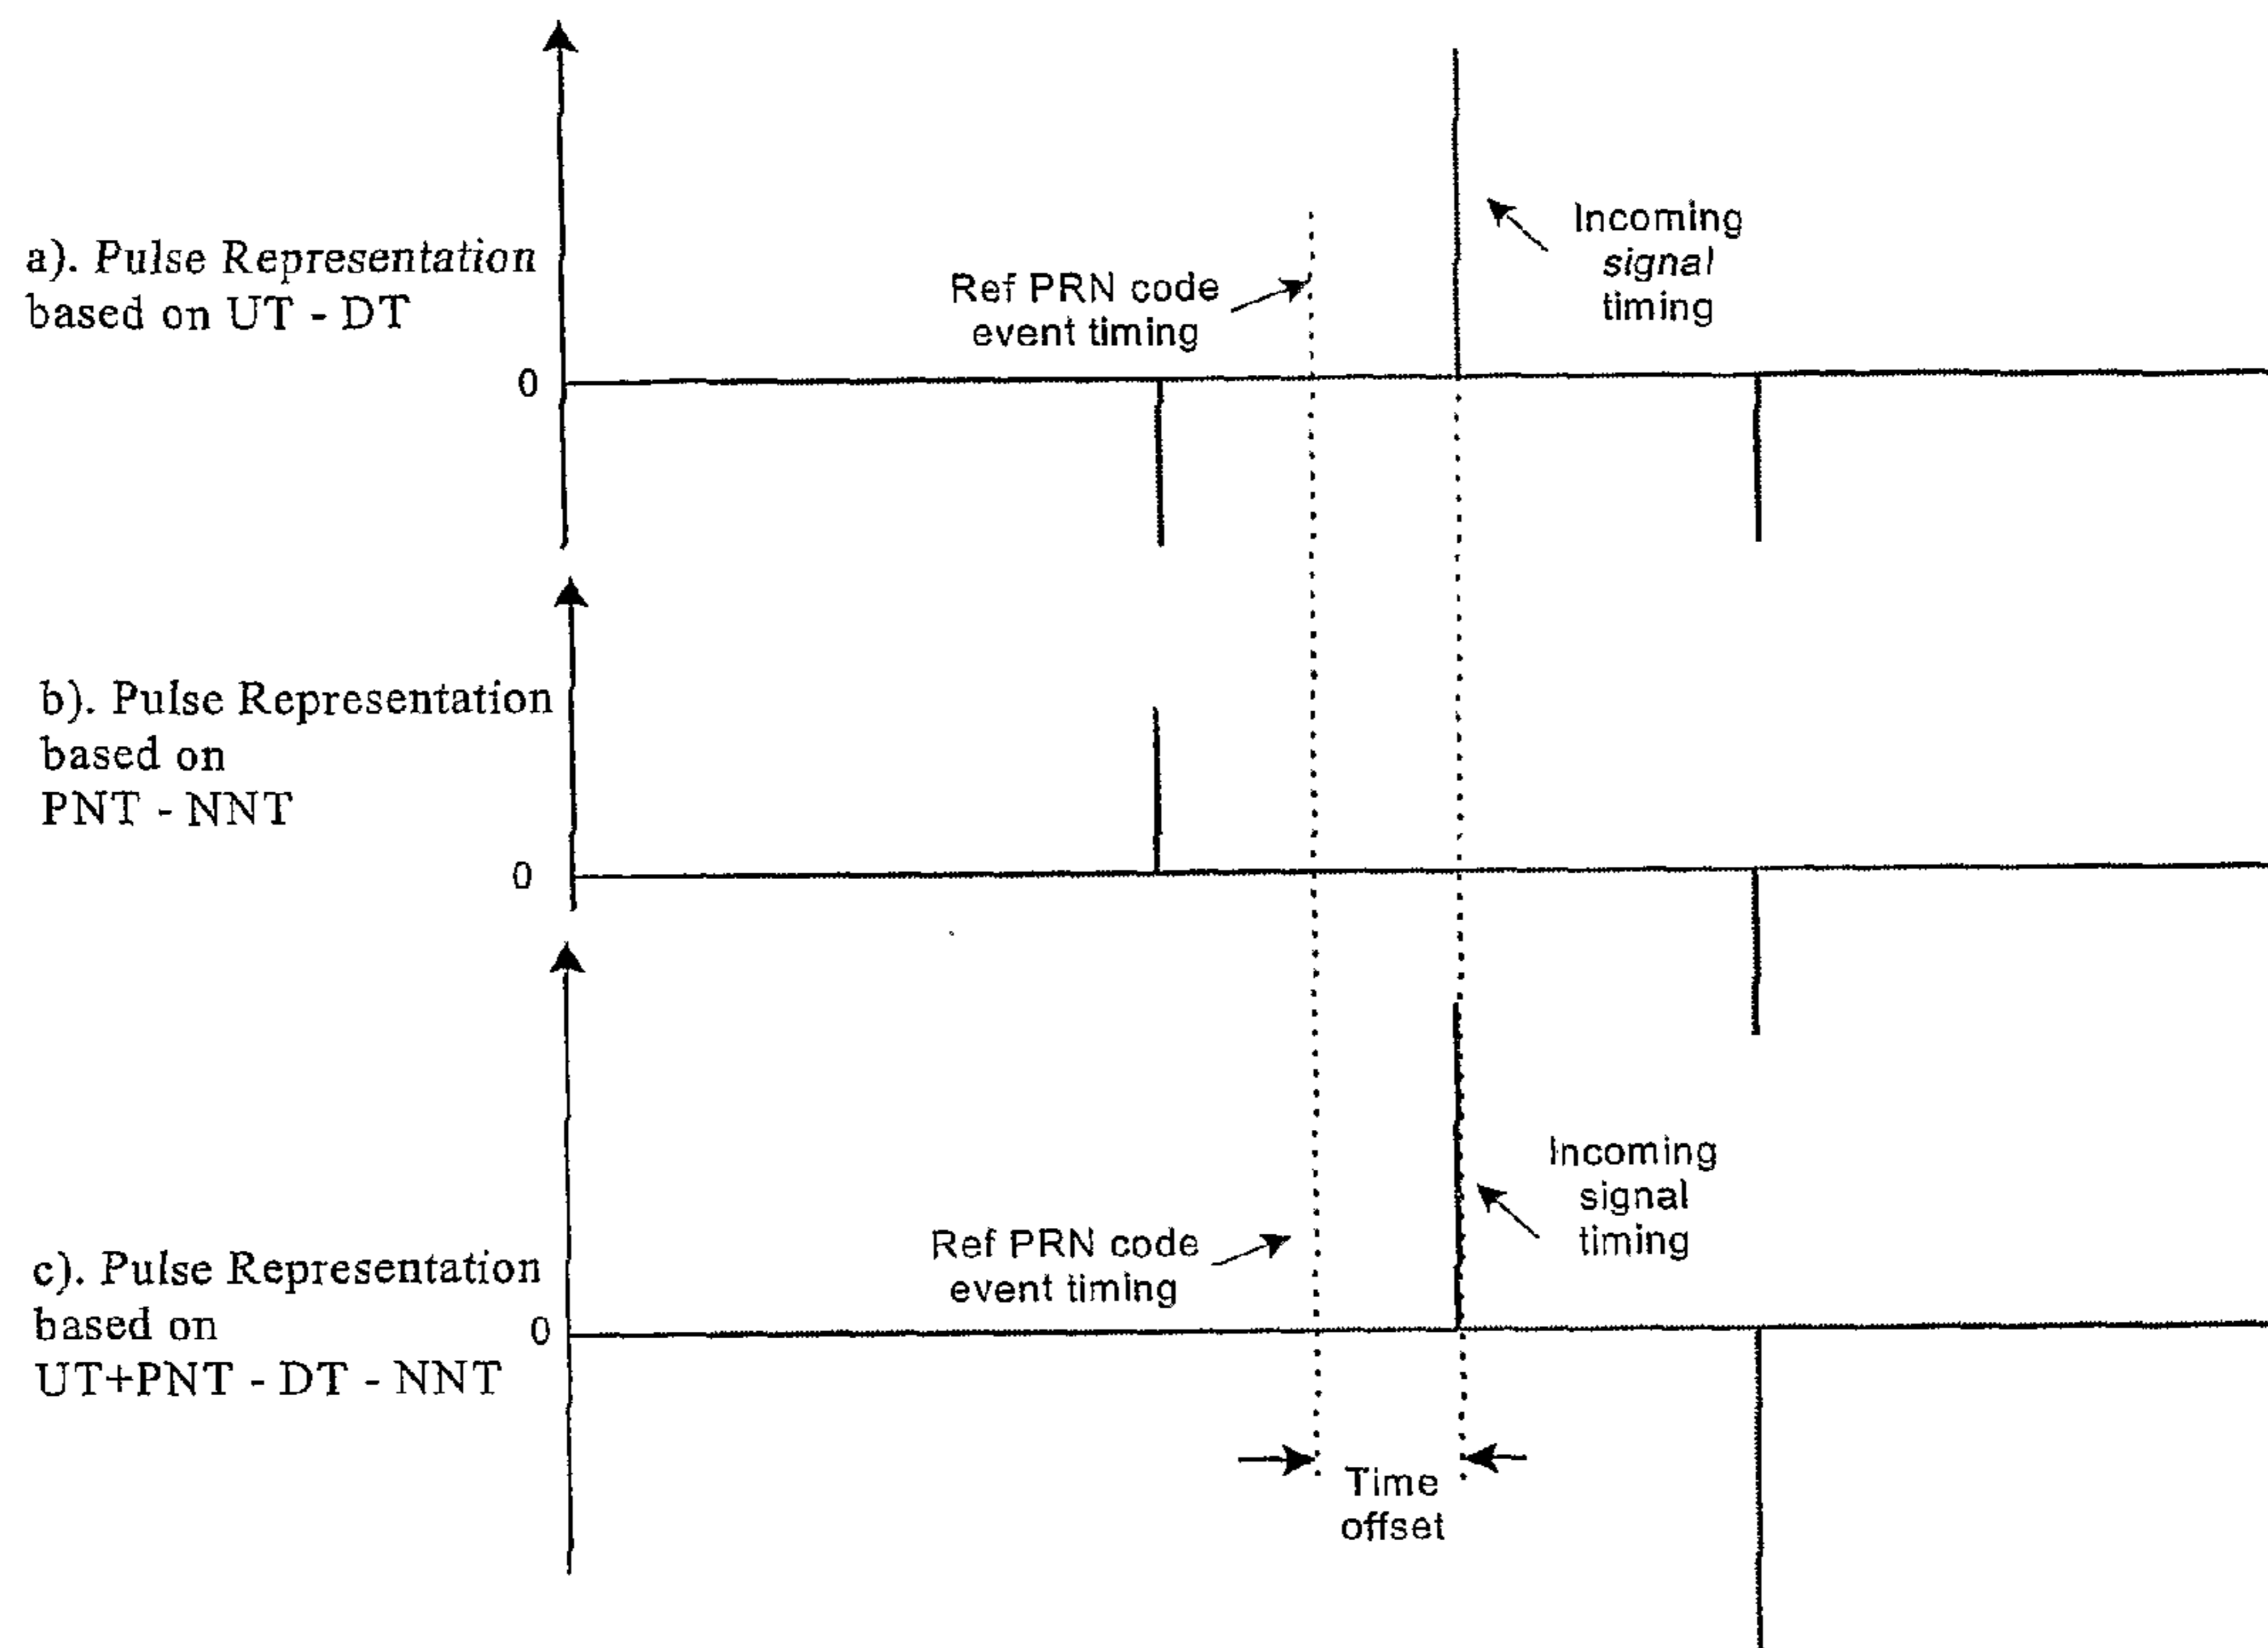 a). Pulse Representation
based on UT - DT
Ref PRN code
event timing
Incoming
signal
timing
0
b). Pulse Representation
based on
PNT - NNT
0
c). Pulse Representation
based on
UT+PNT - DT - NNT
Ref PRN code
event timing
Incoming
signal
timing
0
Time
offset